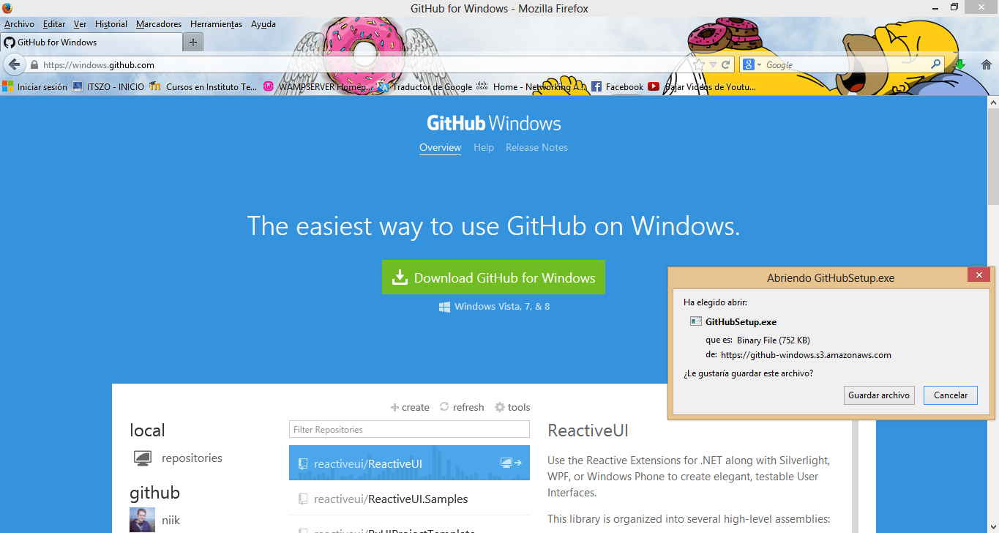 GitHub for Windows - Mozilla Firefox
Archivo Editar Ver Historial Marcadores Herramientas Ayuda
GitHub for Windows
https://windows.github.com
Google
Iniciar sesión ITSZO - INICIO Cursos en Instituto Te... WAMPSERVER Homep... Traductor de Google Home - Networking A... Facebook Bajar Videos de Youtu...
GitHub Windows
Overview Help Release Notes
The easiest way to use GitHub on Windows.
Download GitHub for Windows
Windows Vista, 7, & 8
Abriendo GitHubSetup.exe
Ha elegido abrir:
GitHubSetup.exe
que es: Binary File (752 KB)
de: https://github-windows.s3.amazonaws.com
¿Le gustaría guardar este archivo?
Guardar archivo Cancelar
create refresh tools
local
repositories
github
niik
Filter Repositories
reactiveui/ReactiveUI
reactiveui/ReactiveUI.Samples
ReactiveUI
Use the Reactive Extensions for .NET along with Silverlight,
WPF, or Windows Phone to create elegant, testable User
Interfaces.
This library is organized into several high-level assemblies: